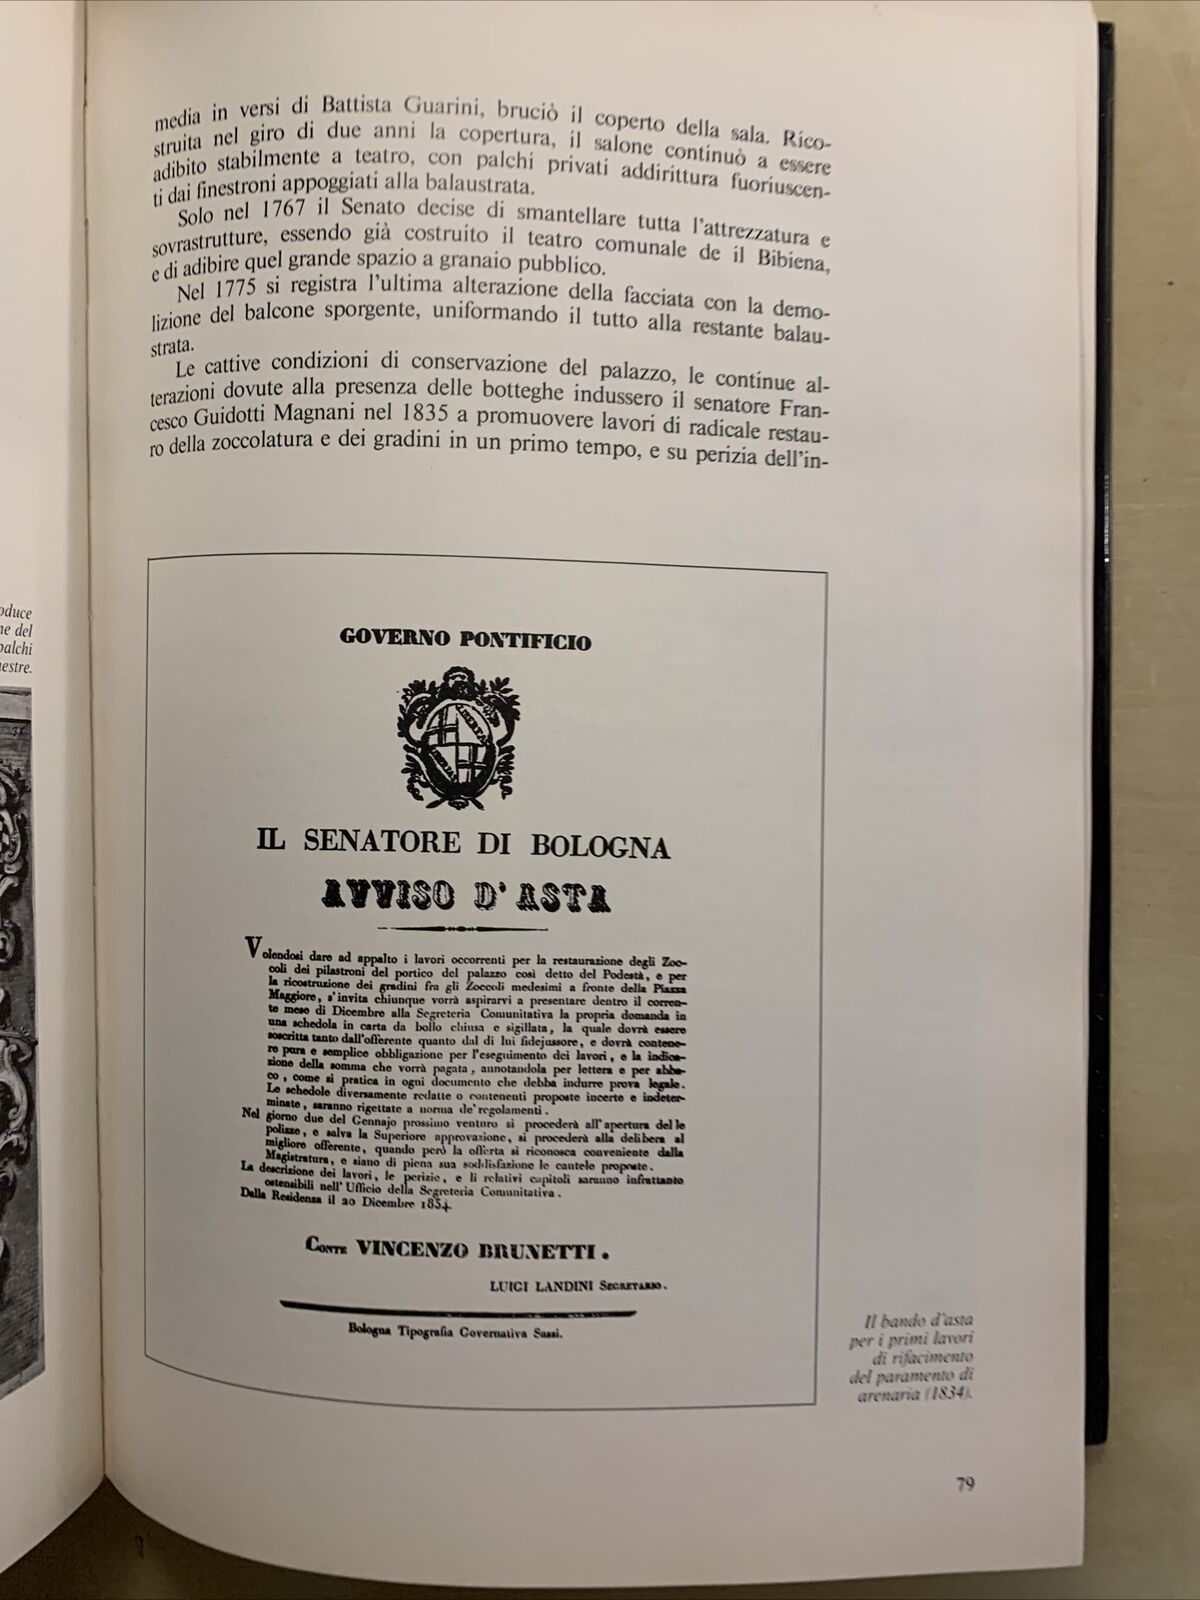 media in versi di Battista Guarini, bruciò il coperto della sala. Rico-
struita nel giro di due anni la copertura, il salone continuò a essere
adibito stabilmente a teatro, con palchi privati addirittura fuoriuscen-
ti dai finestroni appoggiati alla balaustrata.
Solo nel 1767 il Senato decise di smantellare tutta l'attrezzatura e
sovrastrutture, essendo già costruito il teatro comunale de il Bibiena,
e di adibire quel grande spazio a granaio pubblico.
Nel 1775 si registra l'ultima alterazione della facciata con la demo-
lizione del balcone sporgente, uniformando il tutto alla restante balau-
strata.
Le cattive condizioni di conservazione del palazzo, le continue al-
terazioni dovute alla presenza delle botteghe indussero il senatore Fran-
cesco Guidotti Magnani nel 1835 a promuovere lavori di radicale restau-
ro della zoccolatura e dei gradini in un primo tempo, e su perizia dell'in-
oduce
ne del
palchi
estre.
GOVERNO PONTIFICIO
LIBERTAS
LIBERTAS
IL SENATORE DI BOLOGNA
AVVISO D'ASTA
Volendosi dare ad appalto i lavori occorrenti per la restaurazione degli Zoc-
coli dei pilastroni del portico del palazzo così detto del Podestà, e per
la ricostruzione dei gradini fra gli Zoccoli medesimi a fronte della Piazza
Maggiore, s'invita chiunque vorrà aspirarvi a presentare dentro il corren-
te mese di Dicembre alla Segreteria Comunitativa la propria domanda in
una schedola in carta da bollo chiusa e sigillata, la quale dovrà essere
soscritta tanto dall'offerente quanto dal di lui fidejussore, e dovrà contene-
re pura e semplice obbligazione per l'eseguimento dei lavori, e la indica-
zione della somma che vorrà pagata, annotandola per lettera e per abba-
co, come si pratica in ogni documento che debba indurre prova legale.
Le schedole diversamente redatte o contenenti proposte incerte e indeter-
minate, saranno rigettate a norma de' regolamenti.
Nel giorno due del Gennajo prossimo venturo si procederà all'apertura delle
polizze, e salva la Superiore approvazione, si procederà alla delibera al
migliore offerente, quando però la offerta si riconosca conveniente dalla
Magistratura, e siano di piena sua soddisfazione le cautele proposte.
La descrizione dei lavori, le perizie, e li relativi capitoli saranno infrattanto
ostensibili nell'Ufficio della Segreteria Comunitativa.
Dalla Residenza il 20 Dicembre 1834.
Conte VINCENZO BRUNETTI.
LUIGI LANDINI Segretario.
Bologna Tipografia Governativa Sassi.
Il bando d'asta
per i primi lavori
di rifacimento
del paramento di
arenaria (1834).
79